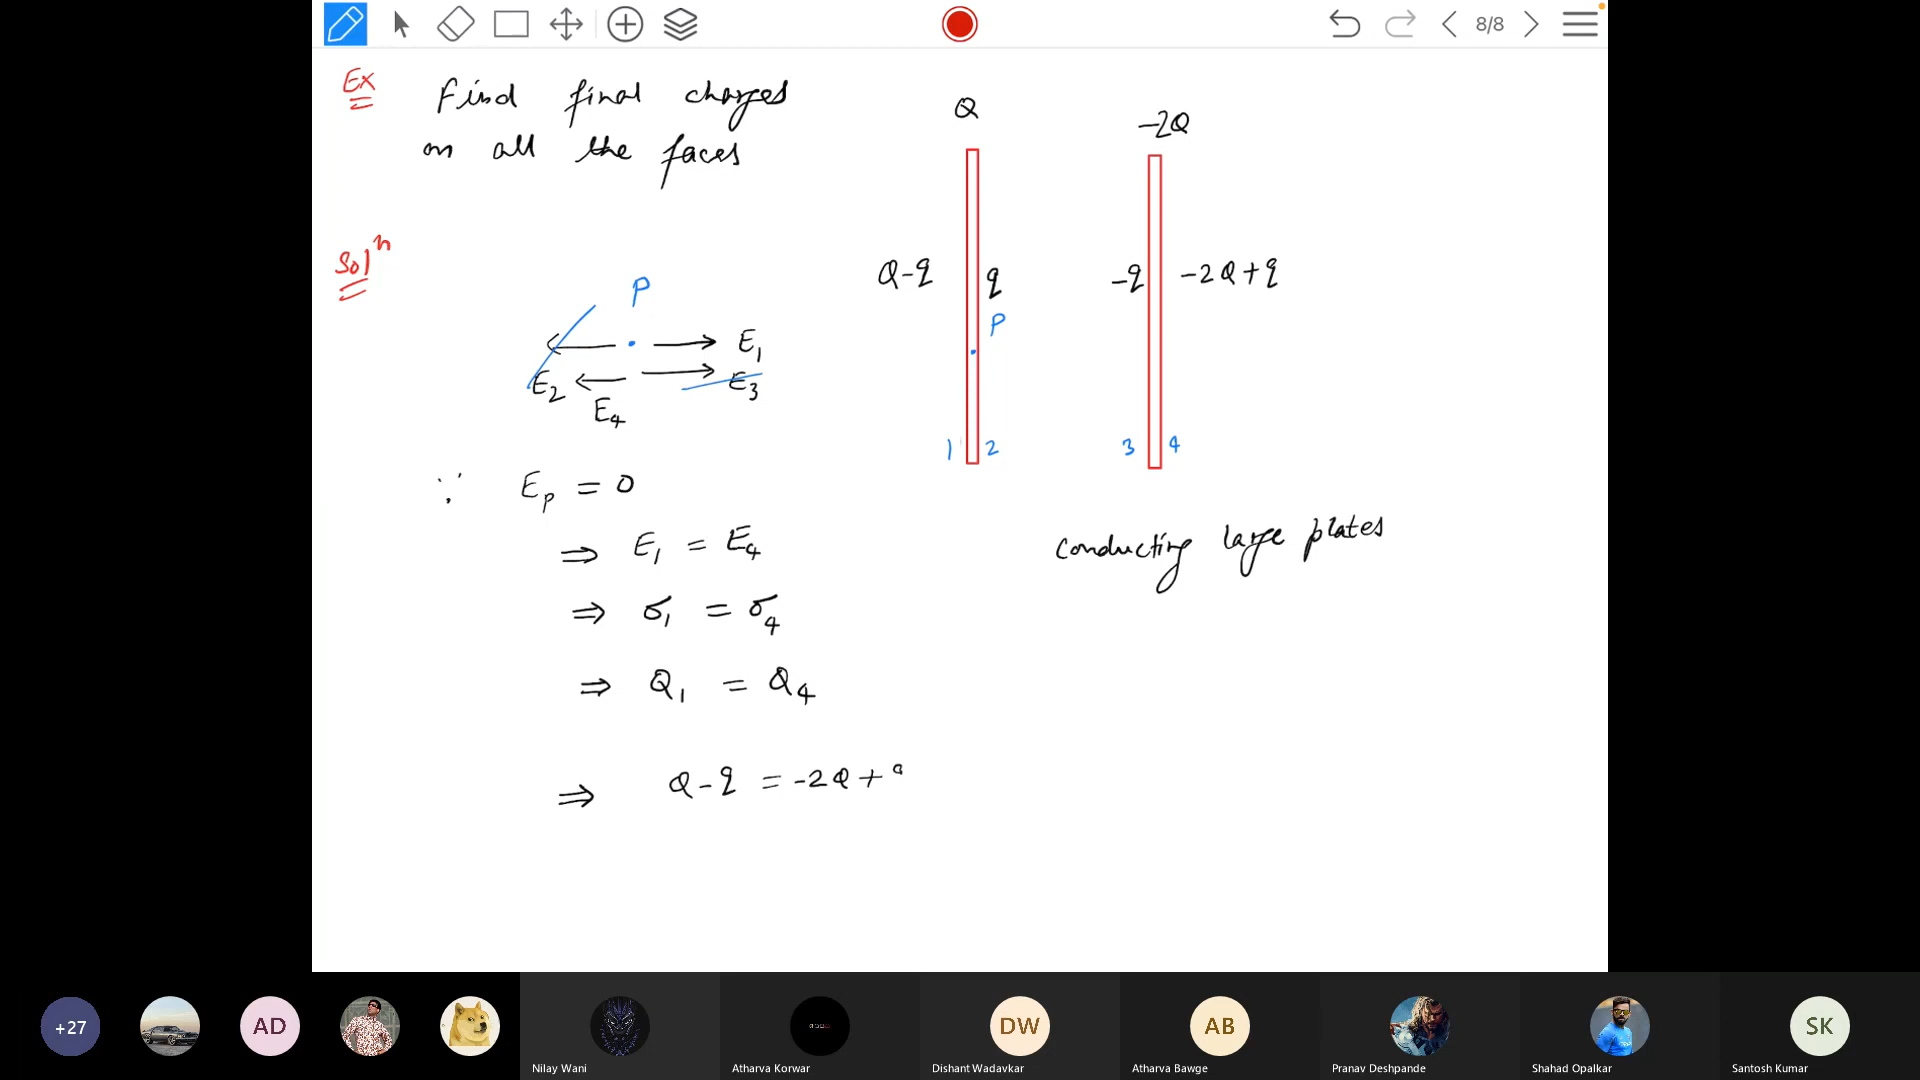 8/8
Ex Find final charges
on all the faces
Q
-2Q
Solⁿ
Q-q q -q -2Q+q
P
P
E₁
E₂ E₃
E₄
1 2 3 4
∵ Eₚ = 0
⇒ E₁ = E₄
conducting large plates
⇒ σ₁ = σ₄
⇒ Q₁ = Q₄
⇒ Q-q = -2Q+
+27
AD
DW
AB
SK
Nilay Wani
Atharva Korwar
Dishant Wadavkar
Atharva Bawge
Pranav Deshpande
Shahad Opalkar
Santosh Kumar